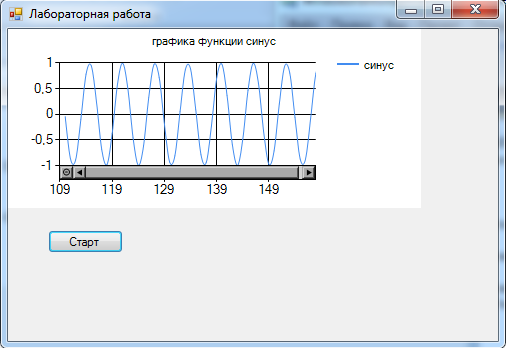 Лабораторная работа
графика функции синус
синус
1
0,5
0
-0,5
-1
109 119 129 139 149
Старт